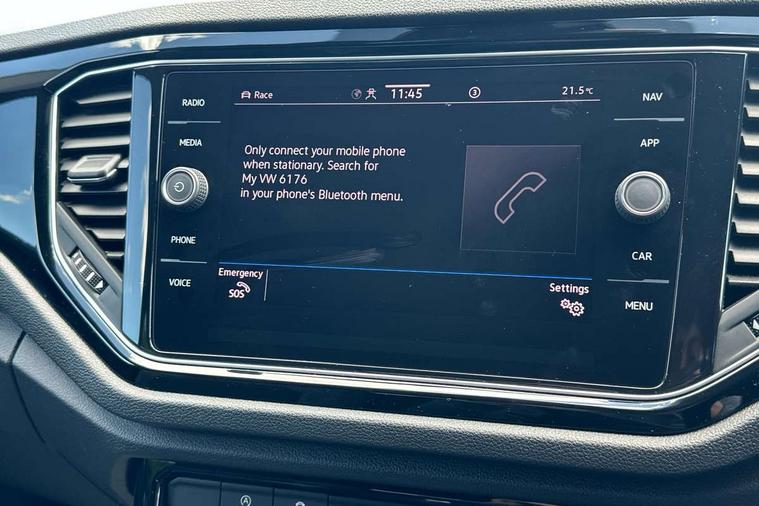 RADIO
MEDIA
PHONE
VOICE
Race
11:45
3
21.5°C
Only connect your mobile phone
when stationary. Search for
My VW 6176
in your phone's Bluetooth menu.
Emergency
SOS
Settings
NAV
APP
CAR
MENU
A